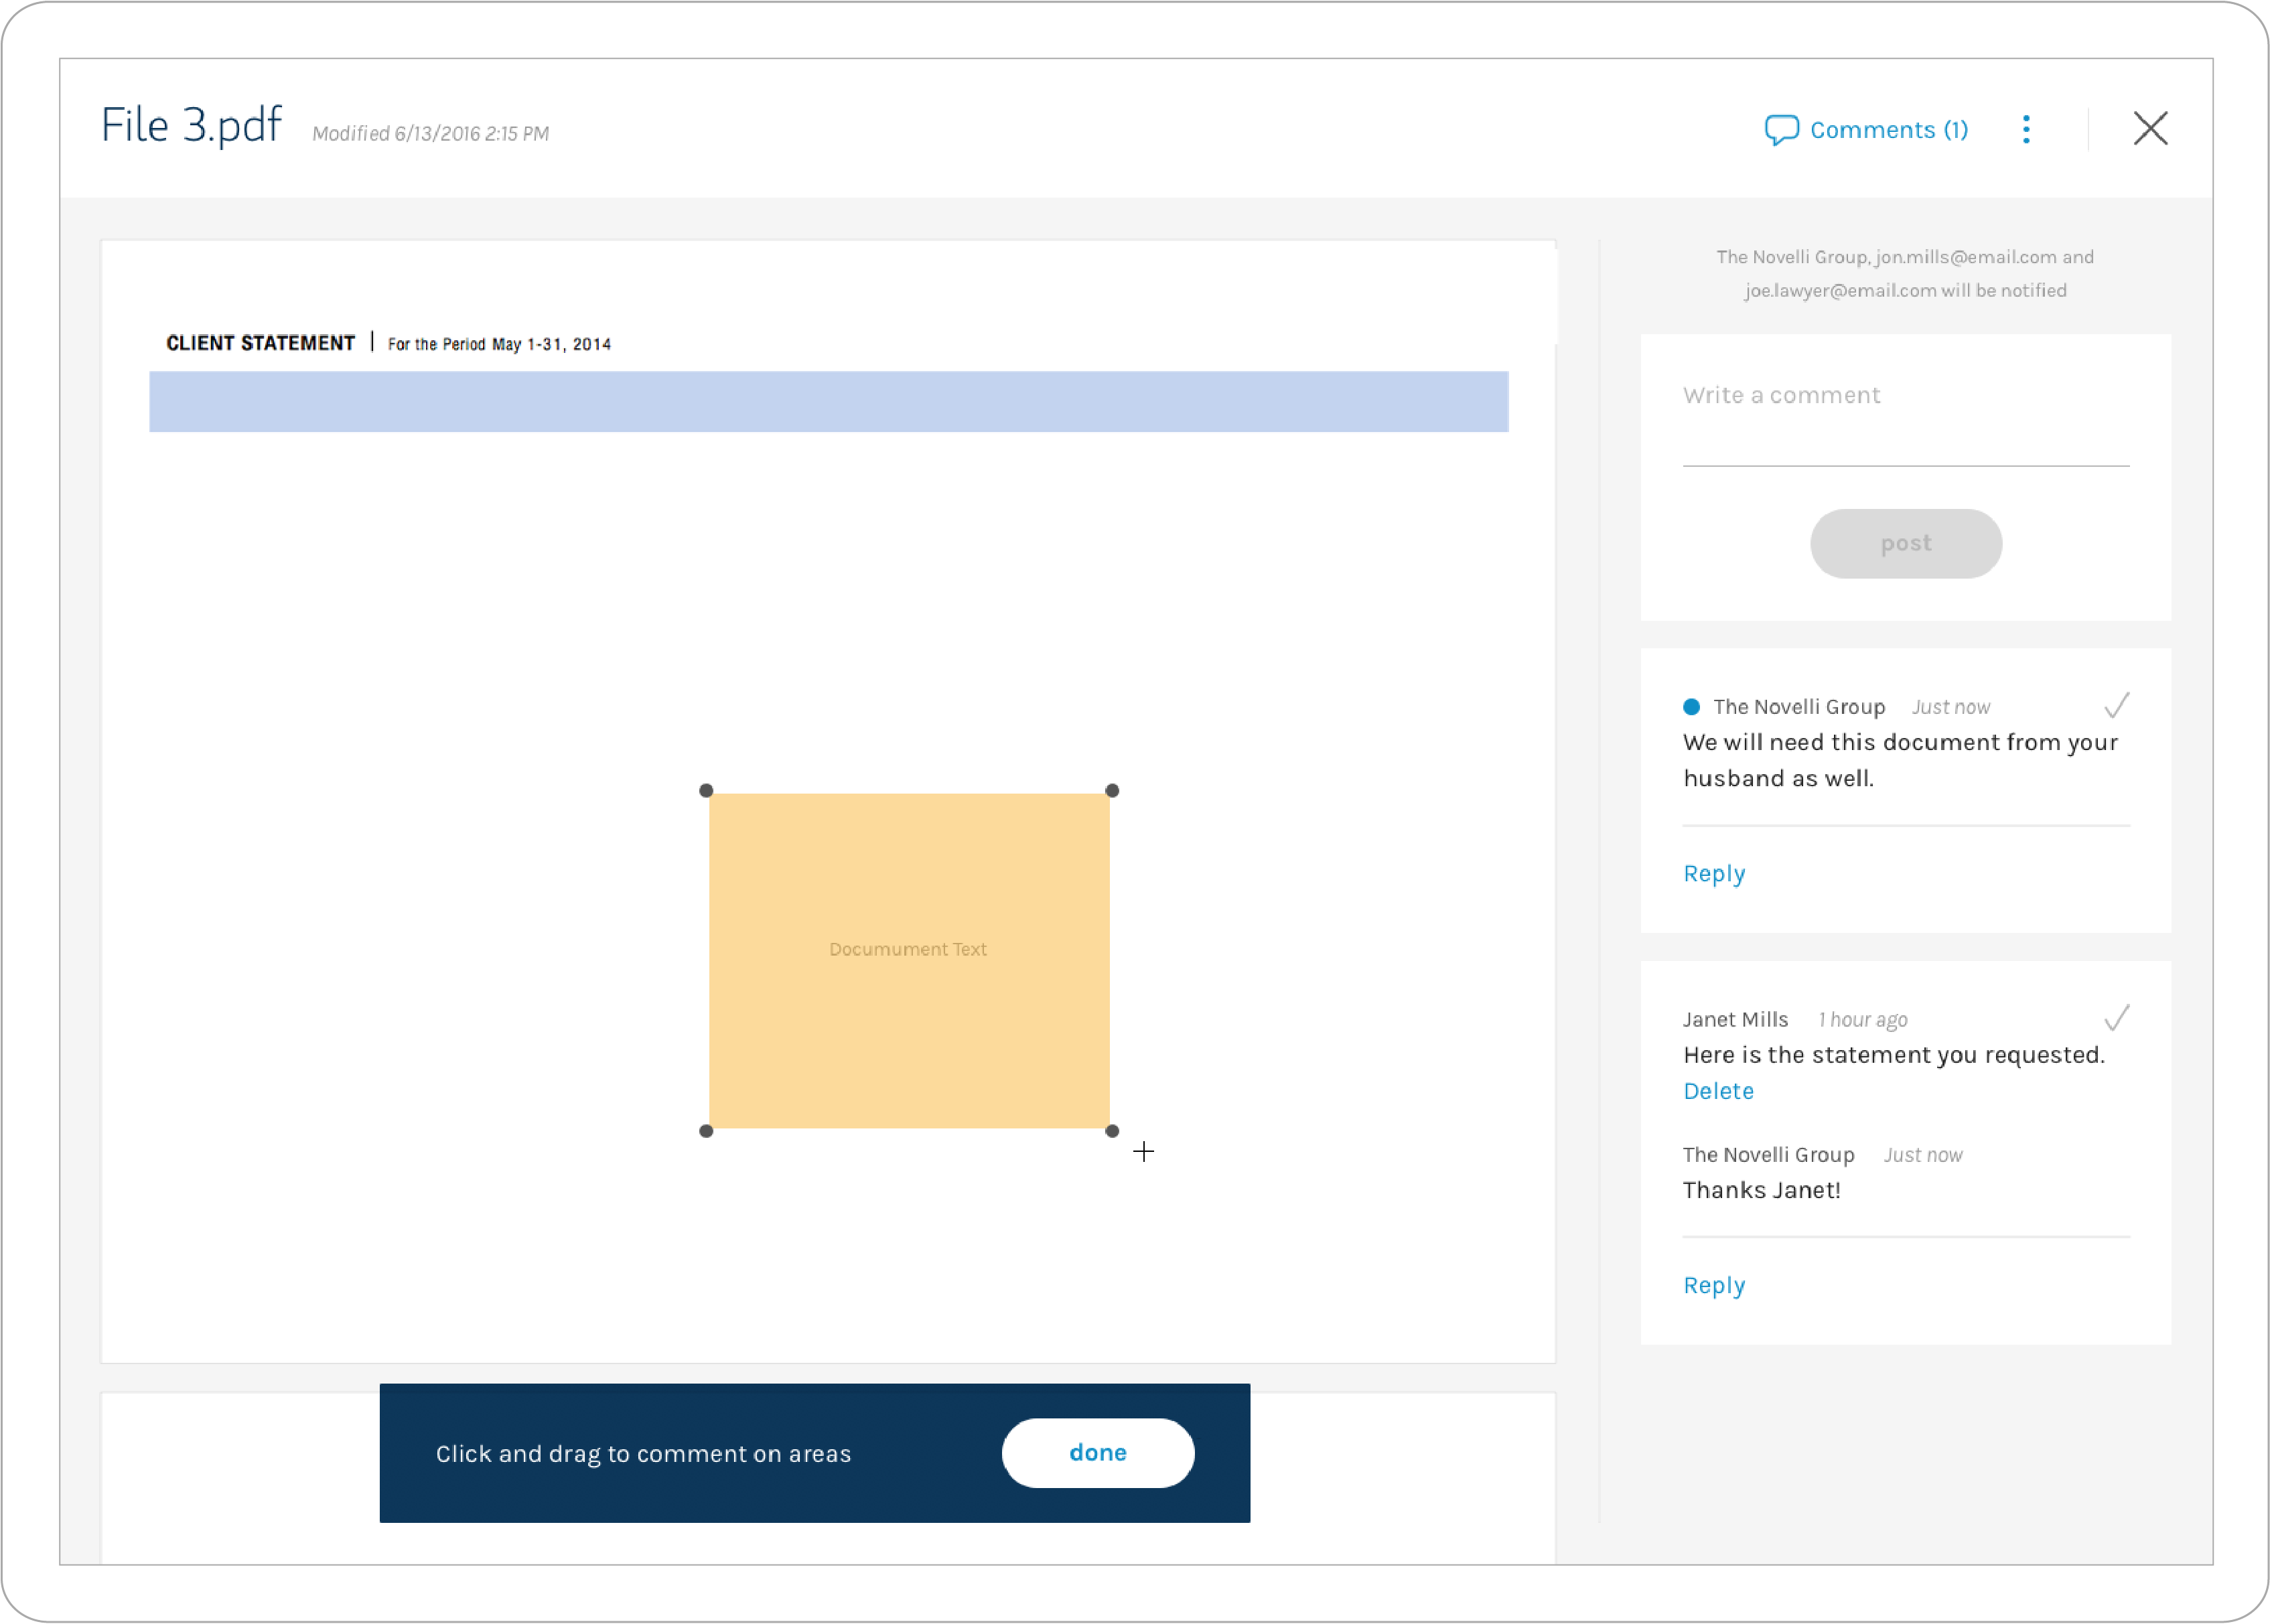 File 3.pdf Modified 6/13/2016 2:15 PM
Comments (1)
CLIENT STATEMENT | For the Period May 1-31, 2014
Documument Text
Click and drag to comment on areas
done
The Novelli Group, jon.mills@email.com and
joe.lawyer@email.com will be notified
Write a comment
post
The Novelli Group Just now
We will need this document from your
husband as well.
Reply
Janet Mills 1 hour ago
Here is the statement you requested.
Delete
The Novelli Group Just now
Thanks Janet!
Reply